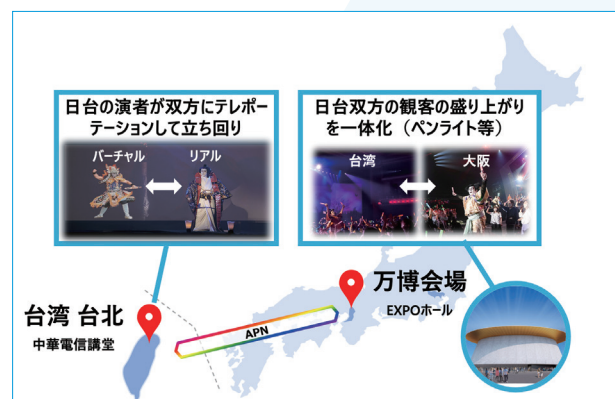 日台の演者が双方にテレポー
テーションして立ち回り
バーチャル
リアル
日台双方の観客の盛り上がり
を一体化（ペンライト等）
台湾
大阪
万博会場
EXPOホール
台湾 台北
中華電信講堂
APN